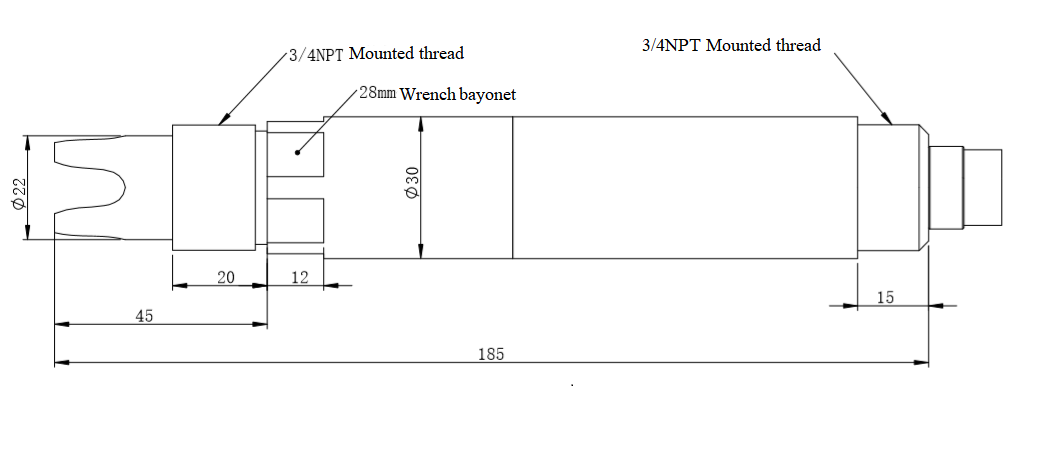 3/4NPT Mounted thread
3/4NPT Mounted thread
28mm Wrench bayonet
Φ22
Φ30
20
12
15
45
185